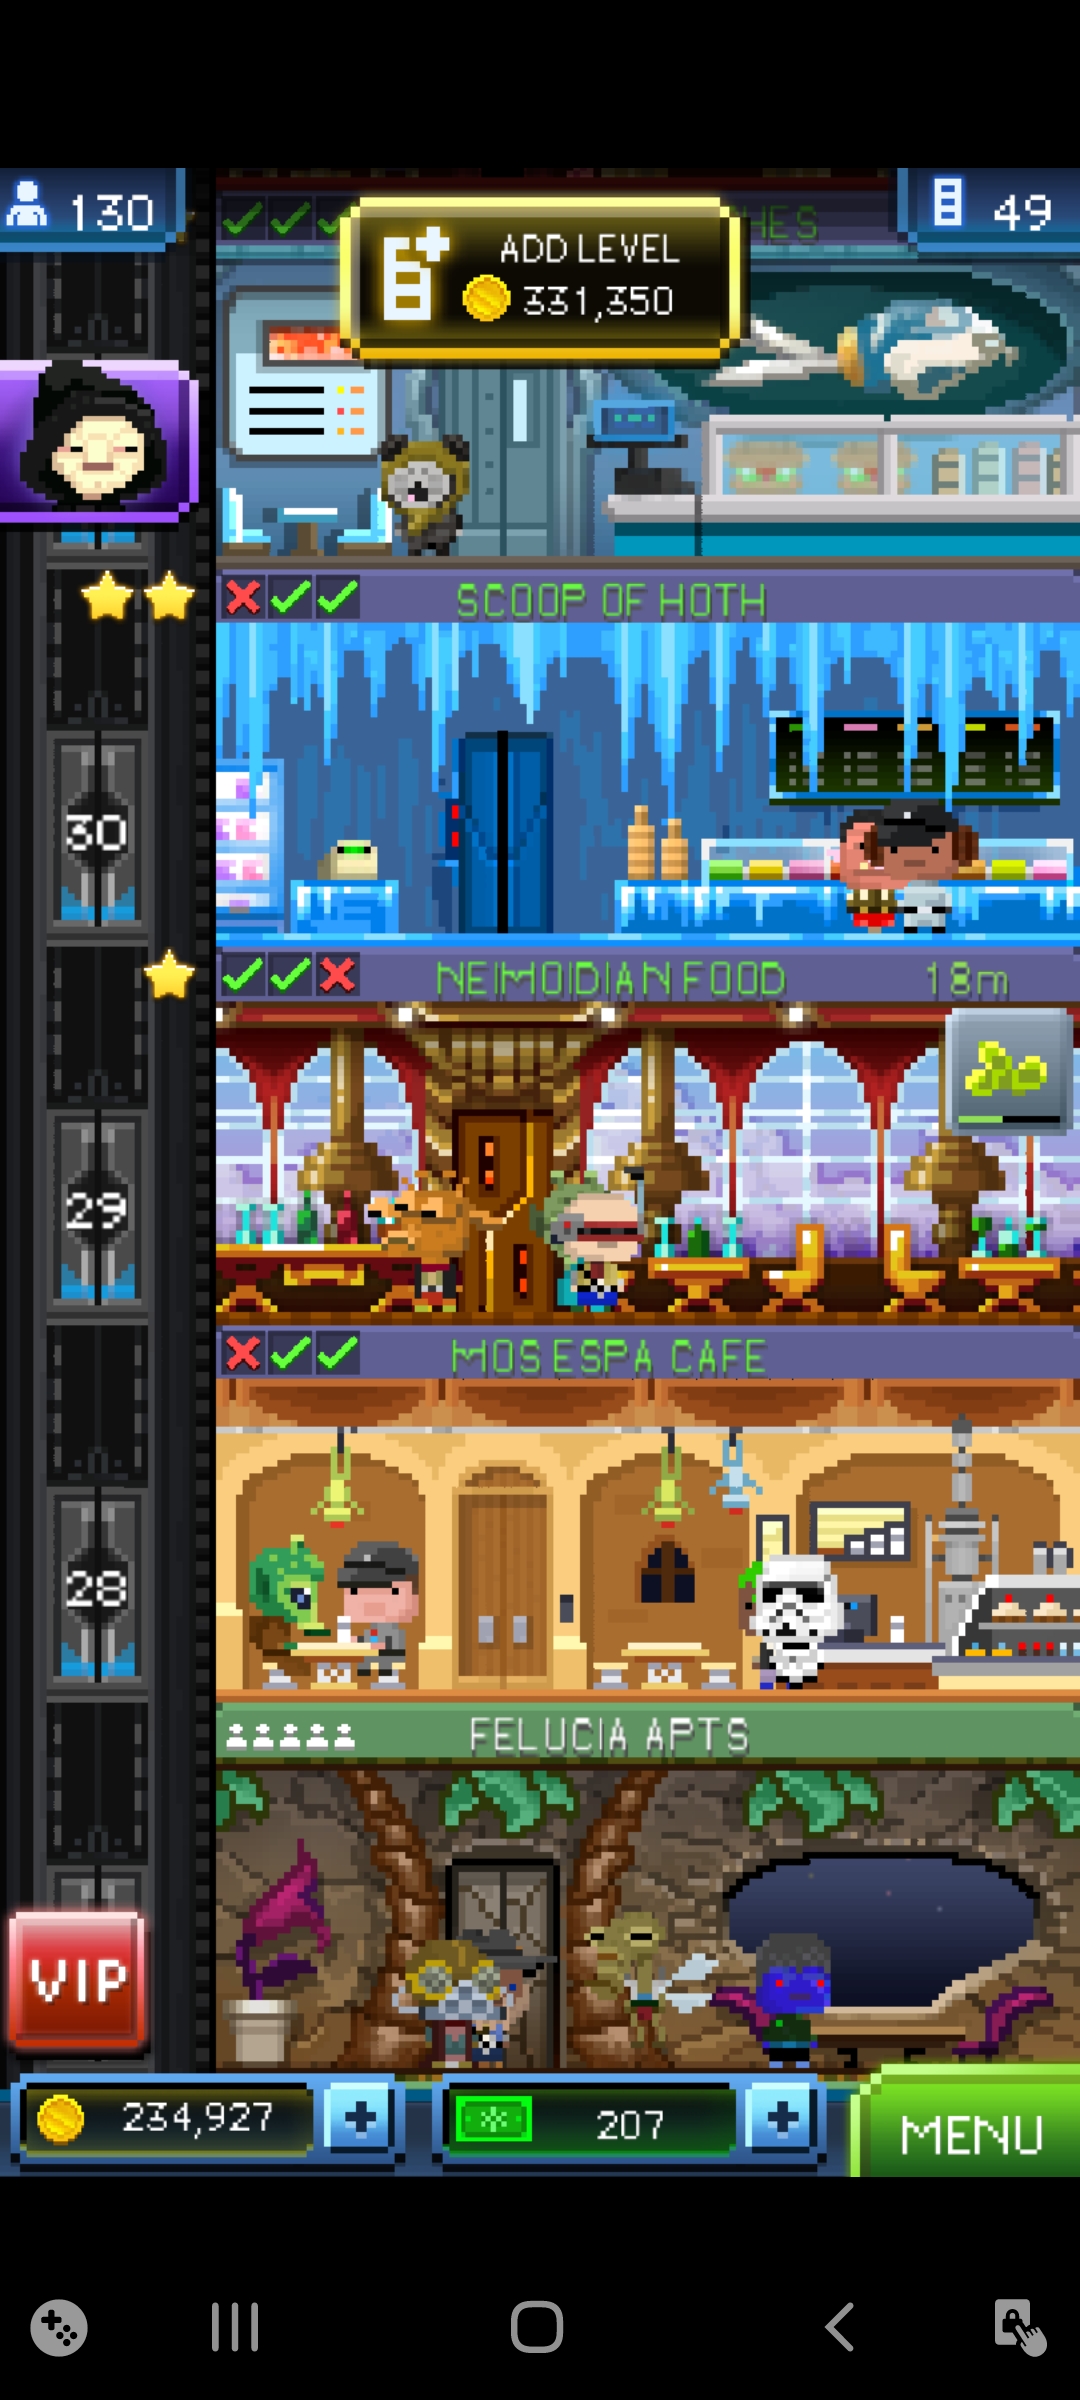 130
HES
49
ADD LEVEL
331,350
SCOOP OF HOTH
30
NEIMOIDIAN FOOD 18m
29
MOS ESPA CAFE
28
FELUCIA APTS
VIP
234,927
207
MENU